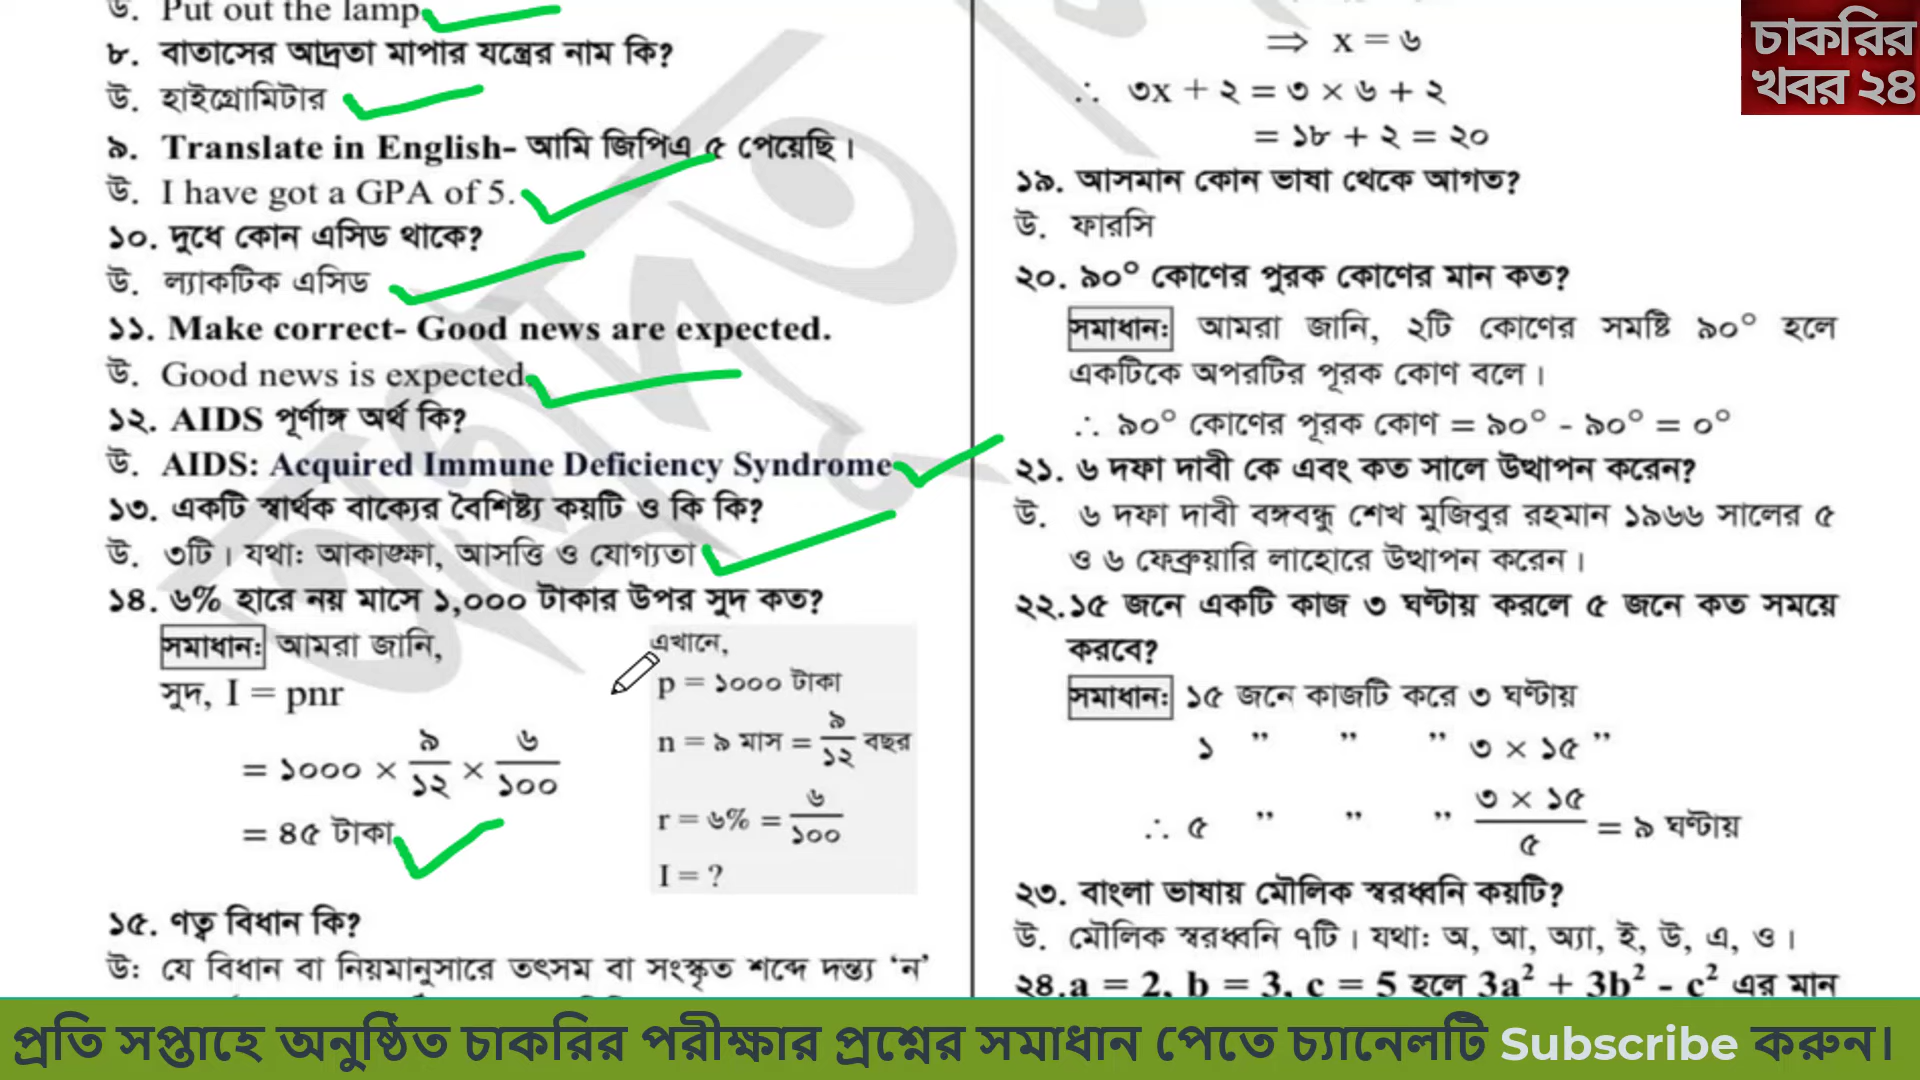 উ. Put out the lamp
৮. বাতাসের আদ্রতা মাপার যন্ত্রের নাম কি?
উ. হাইগ্রোমিটার
৯. Translate in English- আমি জিপিএ ৫ পেয়েছি।
উ. I have got a GPA of 5.
১০. দুধে কোন এসিড থাকে?
উ. ল্যাকটিক এসিড
১১. Make correct- Good news are expected.
উ. Good news is expected.
১২. AIDS পূর্ণাঙ্গ অর্থ কি?
উ. AIDS: Acquired Immune Deficiency Syndrome
১৩. একটি স্বার্থক বাক্যের বৈশিষ্ট্য কয়টি ও কি কি?
উ. ৩টি। যথাঃ আকাঙ্ক্ষা, আসত্তি ও যোগ্যতা
১৪. ৬% হারে নয় মাসে ১,০০০ টাকার উপর সুদ কত?
সমাধানঃ আমরা জানি,
সুদ, I = pnr
= ১০০০ × ৯/১২ × ৬/১০০
= ৪৫ টাকা
এখানে,
p = ১০০০ টাকা
n = ৯ মাস = ৯/১২ বছর
r = ৬% = ৬/১০০
I = ?
১৫. ণত্ব বিধান কি?
উঃ যে বিধান বা নিয়মানুসারে তৎসম বা সংস্কৃত শব্দে দন্ত্য ‘ন’
⇒ x = ৬
∴ ৩x + ২ = ৩ × ৬ + ২
= ১৮ + ২ = ২০
১৯. আসমান কোন ভাষা থেকে আগত?
উ. ফারসি
২০. ৯০° কোণের পুরক কোণের মান কত?
সমাধানঃ আমরা জানি, ২টি কোণের সমষ্টি ৯০° হলে
একটিকে অপরটির পূরক কোণ বলে।
∴ ৯০° কোণের পূরক কোণ = ৯০° - ৯০° = ০°
২১. ৬ দফা দাবী কে এবং কত সালে উত্থাপন করেন?
উ. ৬ দফা দাবী বঙ্গবন্ধু শেখ মুজিবুর রহমান ১৯৬৬ সালের ৫
ও ৬ ফেব্রুয়ারি লাহোরে উত্থাপন করেন।
২২.১৫ জনে একটি কাজ ৩ ঘণ্টায় করলে ৫ জনে কত সময়ে
করবে?
সমাধানঃ ১৫ জনে কাজটি করে ৩ ঘণ্টায়
১ ” ” ” ৩ × ১৫ ”
∴ ৫ ” ” ” ৩ × ১৫/৫ = ৯ ঘণ্টায়
২৩. বাংলা ভাষায় মৌলিক স্বরধ্বনি কয়টি?
উ. মৌলিক স্বরধ্বনি ৭টি। যথাঃ অ, আ, অ্যা, ই, উ, এ, ও।
২৪.a = 2, b = 3, c = 5 হলে 3a² + 3b² - c² এর মান
চাকরির
খবর ২৪
প্রতি সপ্তাহে অনুষ্ঠিত চাকরির পরীক্ষার প্রশ্নের সমাধান পেতে চ্যানেলটি Subscribe করুন।